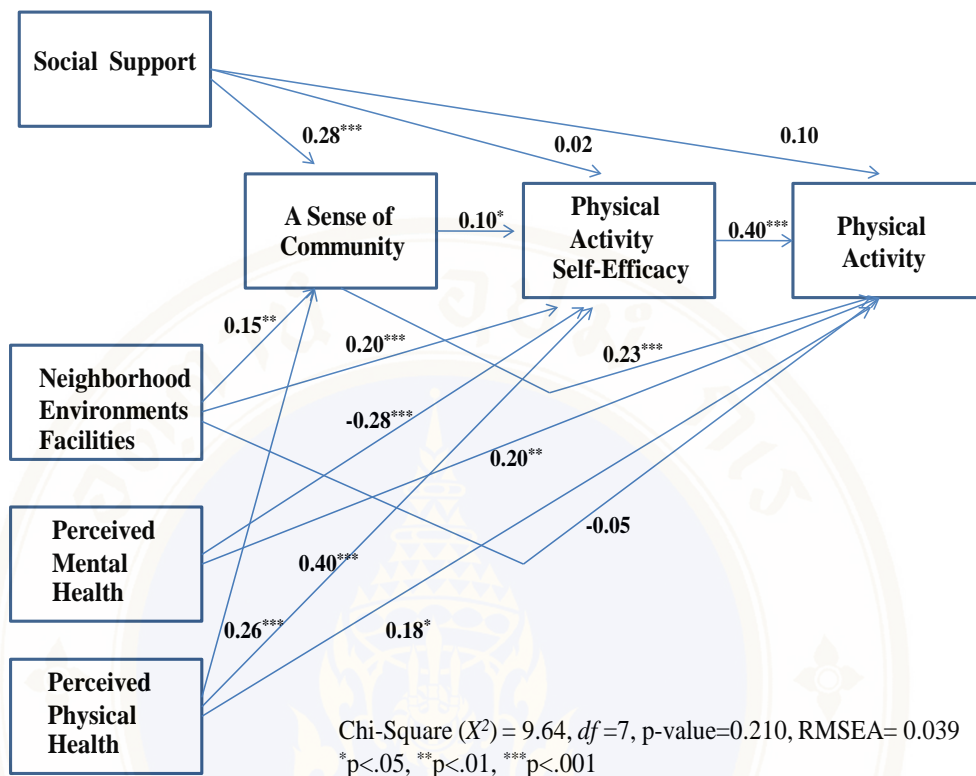 Social Support
0.28***
0.02
0.10
A Sense of
Community
0.10*
Physical
Activity
Self-Efficacy
0.40***
Physical
Activity
0.15**
0.20***
0.23***
Neighborhood
Environments
Facilities
-0.28***
0.20**
-0.05
Perceived
Mental
Health
0.40***
0.26***
0.18*
Perceived
Physical
Health
Chi-Square (X²) = 9.64, df =7, p-value=0.210, RMSEA= 0.039
*p<.05, **p<.01, ***p<.001